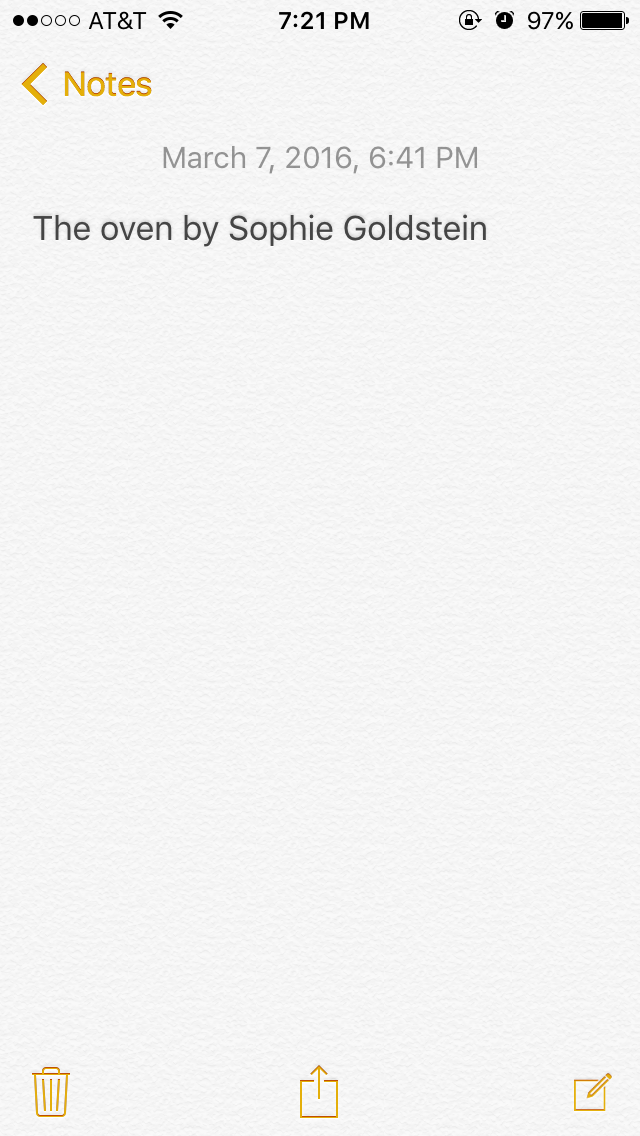 AT&T 7:21 PM 97%
Notes
March 7, 2016, 6:41 PM
The oven by Sophie Goldstein